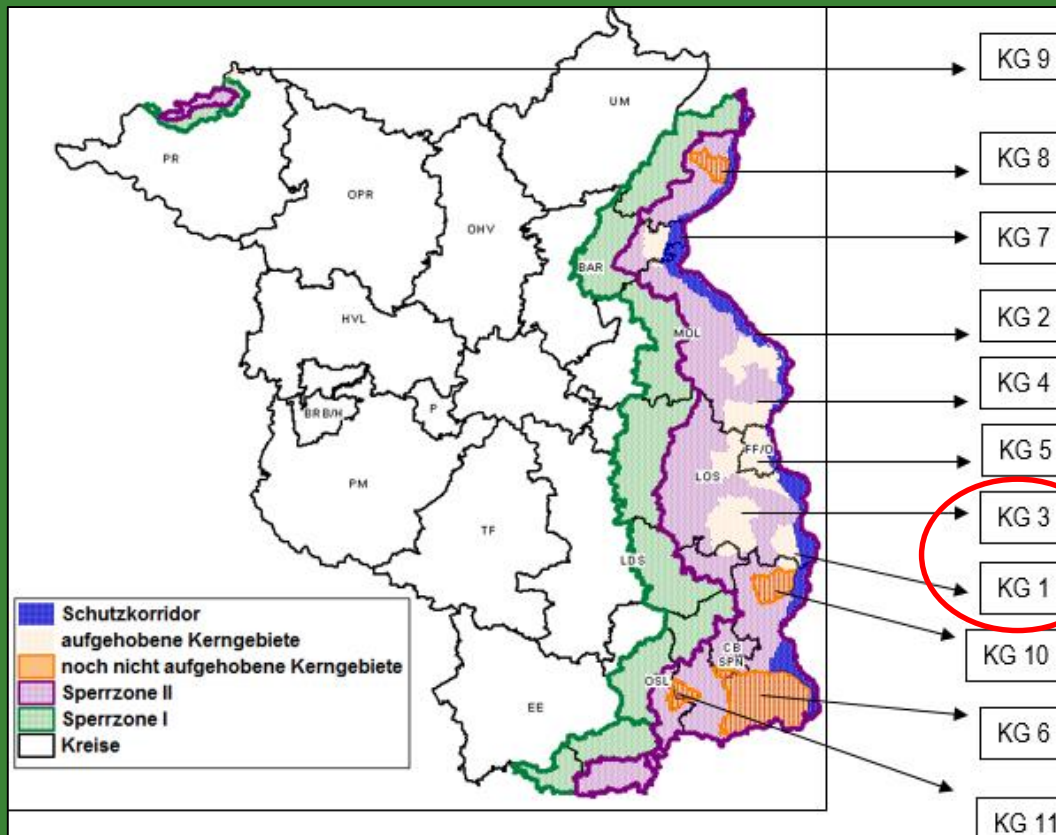 KG 9
UM
PR
KG 8
OPR
OHV
KG 7
BAR
KG 2
HVL
MOL
KG 4
BRB/H
P
FF/O
KG 5
LOS
PM
KG 3
TF
LDS
KG 1
Schutzkorridor
aufgehobene Kerngebiete
noch nicht aufgehobene Kerngebiete
Sperrzone II
Sperrzone I
Kreise
CB
SPN
KG 10
OSL
EE
KG 6
KG 11